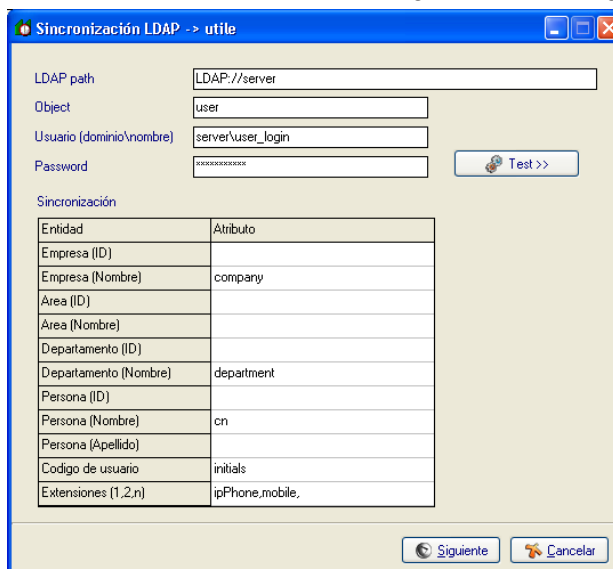 Sincronización LDAP -> utile
LDAP path LDAP://server
Object user
Usuario (dominio\nombre) server\user_login
Password xxxxxxxxxxx Test >>
Sincronización
Entidad Atributo
Empresa (ID)
Empresa (Nombre) company
Area (ID)
Area (Nombre)
Departamento (ID)
Departamento (Nombre) department
Persona (ID)
Persona (Nombre) cn
Persona (Apellido)
Codigo de usuario initials
Extensiones (1,2,n) ipPhone,mobile,
Siguiente Cancelar